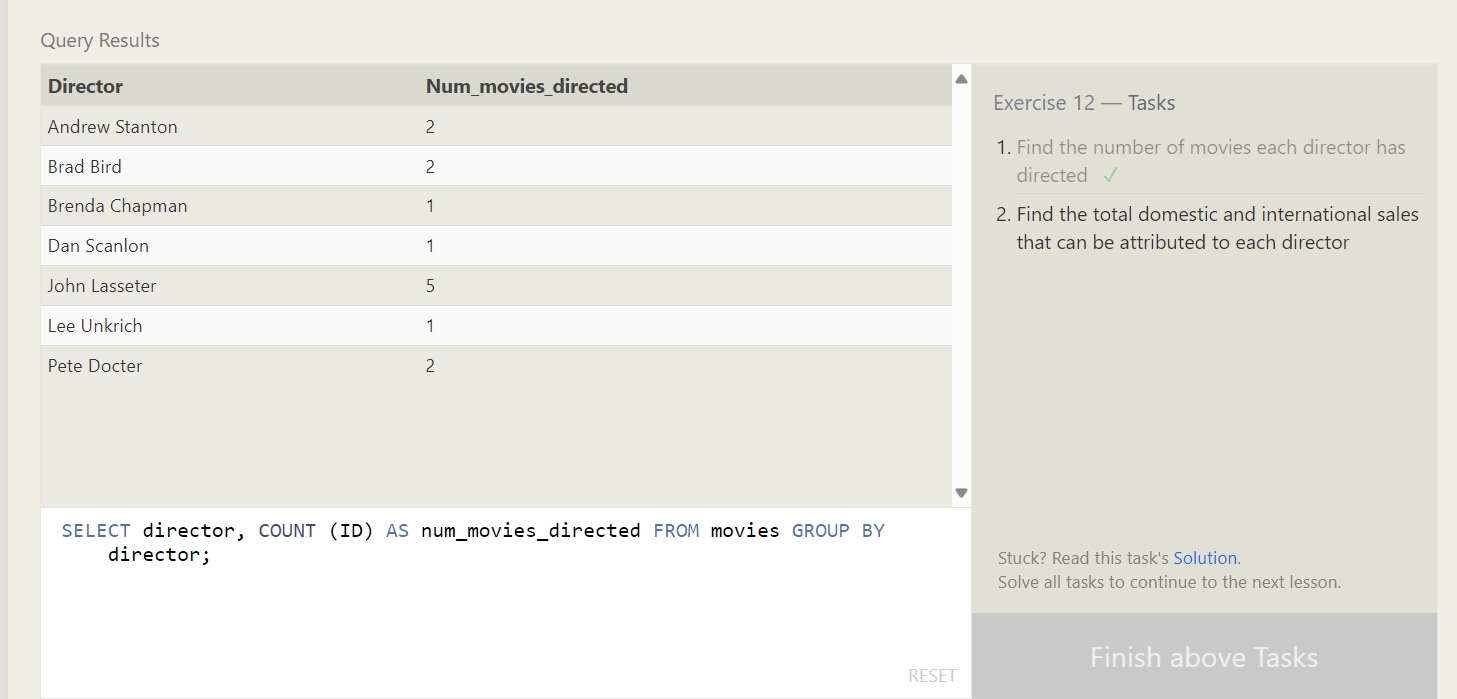 Query Results
Director Num_movies_directed
Andrew Stanton 2
Brad Bird 2
Brenda Chapman 1
Dan Scanlon 1
John Lasseter 5
Lee Unkrich 1
Pete Docter 2
SELECT director, COUNT (ID) AS num_movies_directed FROM movies GROUP BY
director;
RESET
Exercise 12 — Tasks
1. Find the number of movies each director has
directed ✓
2. Find the total domestic and international sales
that can be attributed to each director
Stuck? Read this task's Solution.
Solve all tasks to continue to the next lesson.
Finish above Tasks